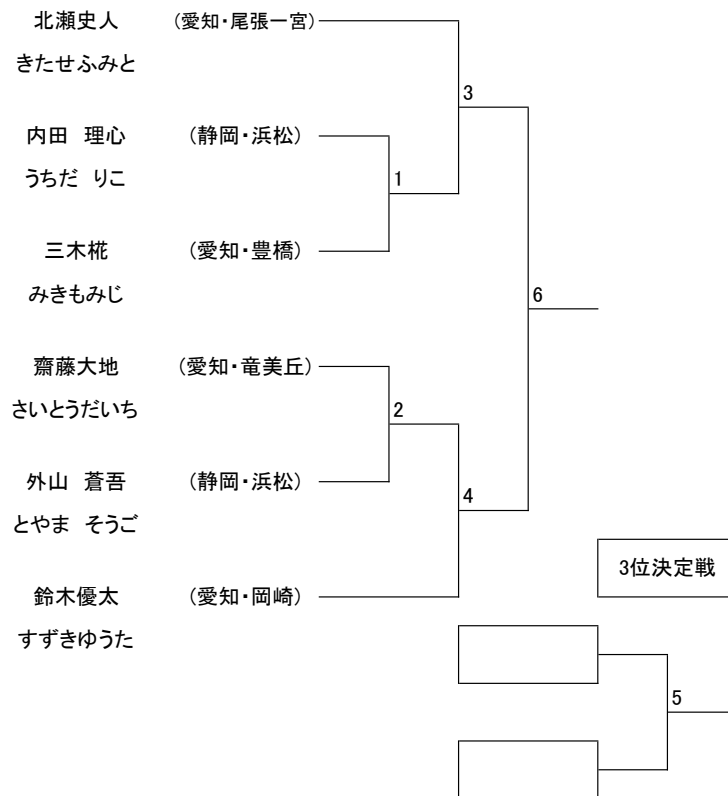 北瀬史人 (愛知・尾張一宮)
きたせふみと
3
内田 理心 (静岡・浜松)
うちだ りこ
1
三木椛 (愛知・豊橋)
みきもみじ
6
齋藤大地 (愛知・竜美丘)
さいとうだいち
2
外山 蒼吾 (静岡・浜松)
とやま そうご
4
3位決定戦
鈴木優太 (愛知・岡崎)
すずきゆうた
5